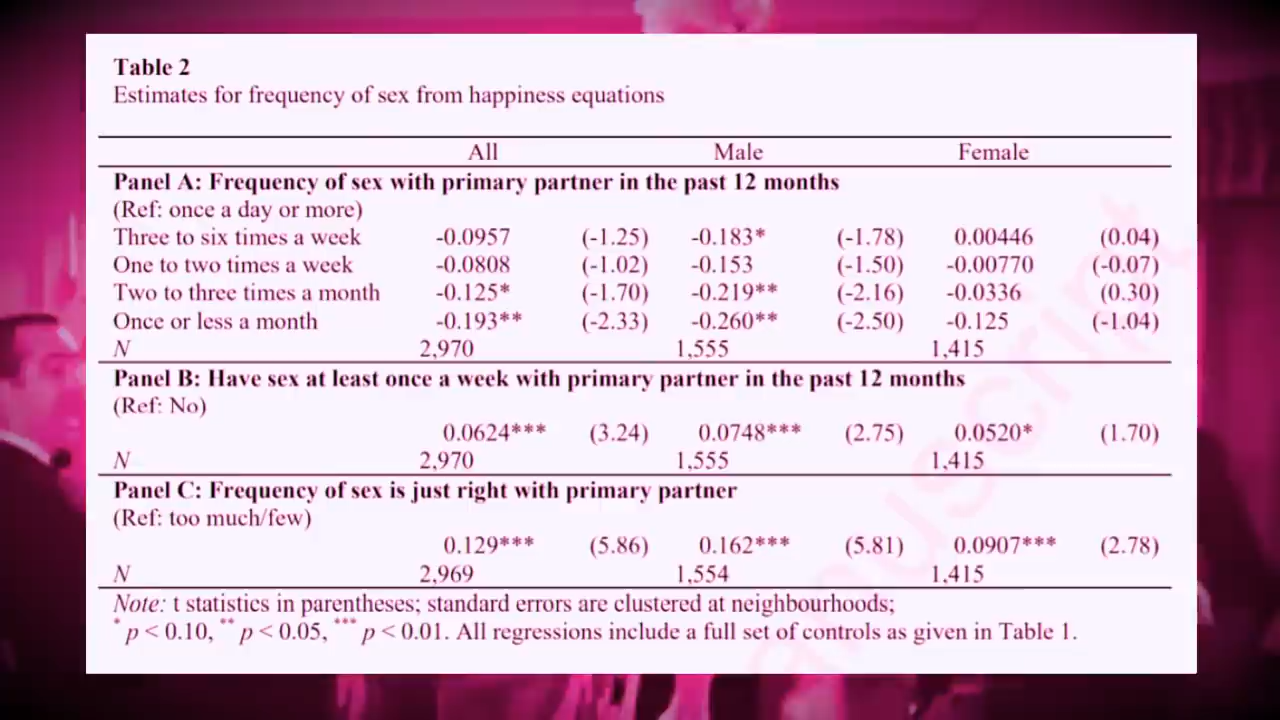 Table 2
Estimates for frequency of sex from happiness equations
All Male Female
Panel A: Frequency of sex with primary partner in the past 12 months
(Ref: once a day or more)
Three to six times a week -0.0957 (-1.25) -0.183* (-1.78) 0.00446 (0.04)
One to two times a week -0.0808 (-1.02) -0.153 (-1.50) -0.00770 (-0.07)
Two to three times a month -0.125* (-1.70) -0.219** (-2.16) -0.0336 (0.30)
Once or less a month -0.193** (-2.33) -0.260** (-2.50) -0.125 (-1.04)
N 2,970 1,555 1,415
Panel B: Have sex at least once a week with primary partner in the past 12 months
(Ref: No)
0.0624*** (3.24) 0.0748*** (2.75) 0.0520* (1.70)
N 2,970 1,555 1,415
Panel C: Frequency of sex is just right with primary partner
(Ref: too much/few)
0.129*** (5.86) 0.162*** (5.81) 0.0907*** (2.78)
N 2,969 1,554 1,415
Note: t statistics in parentheses; standard errors are clustered at neighbourhoods;
* p < 0.10, ** p < 0.05, *** p < 0.01. All regressions include a full set of controls as given in Table 1.